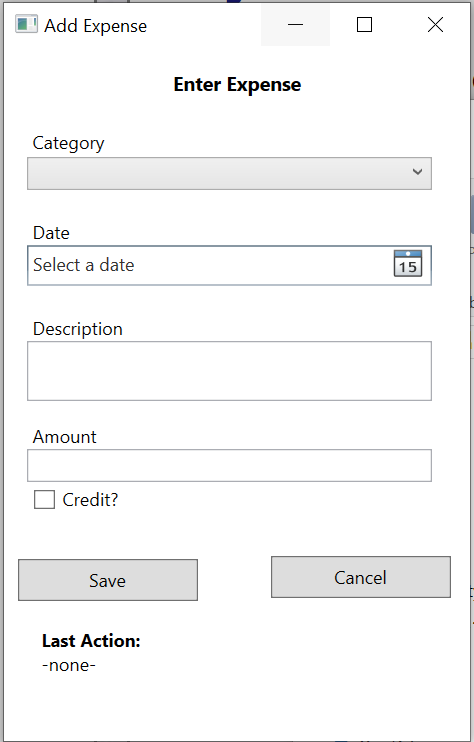 Add Expense
Enter Expense
Category
Date
Select a date
15
Description
Amount
Credit?
Save
Cancel
Last Action:
-none-